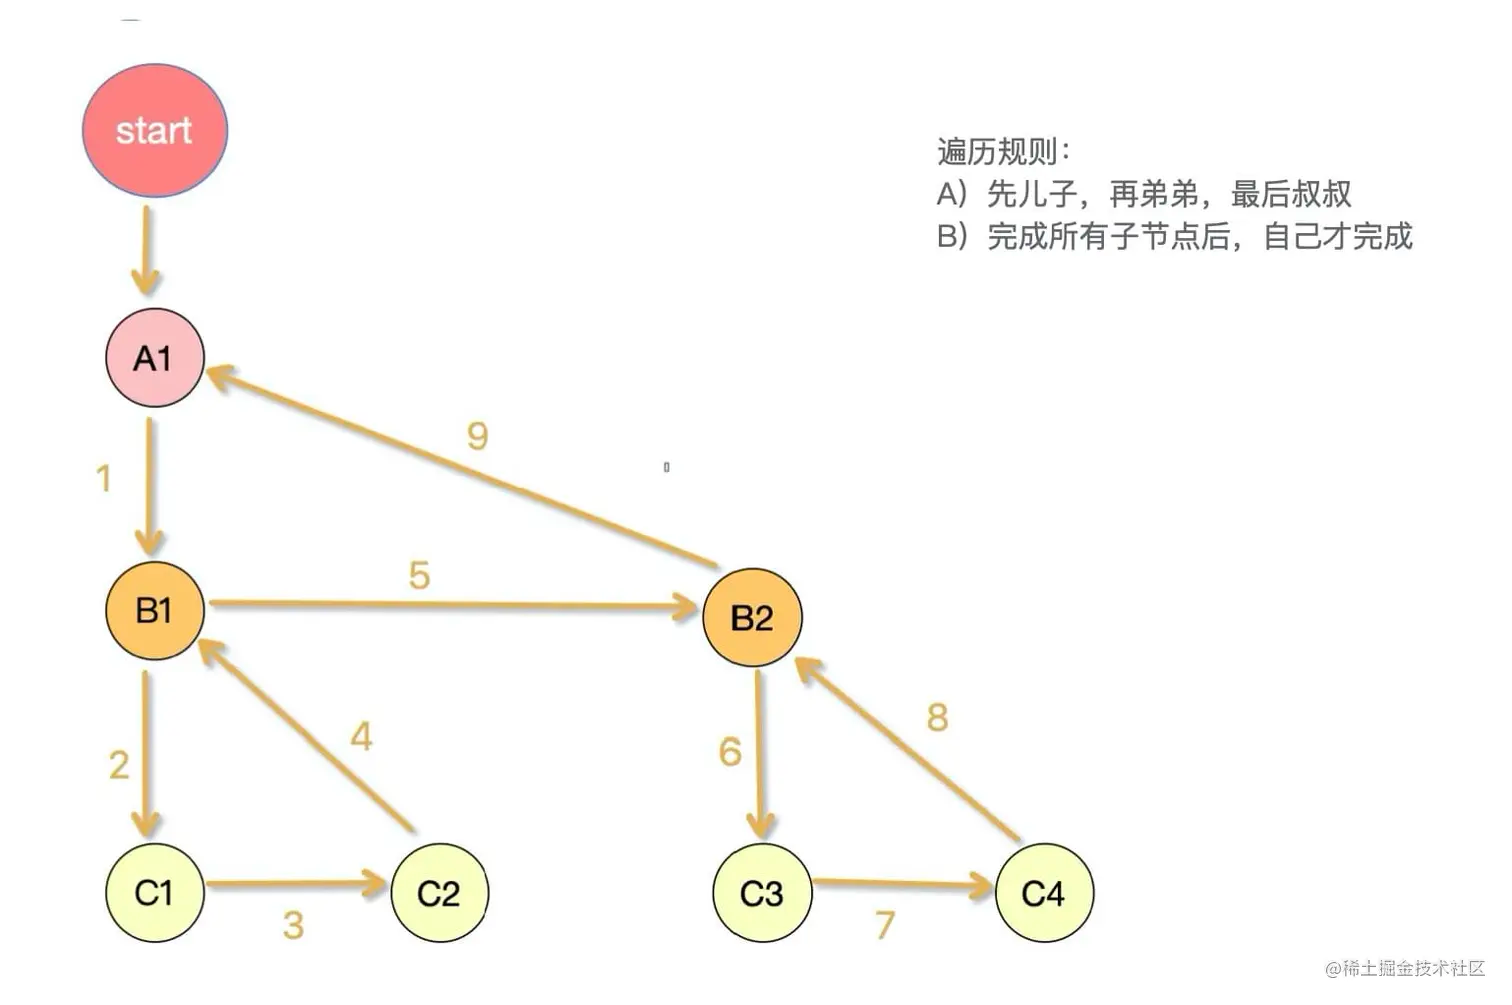 start
遍历规则：
A）先儿子，再弟弟，最后叔叔
B）完成所有子节点后，自己才完成
A1
9
1
5
B1
B2
4
8
2
6
C1
C2
C3
C4
3
7
@稀土掘金技术社区